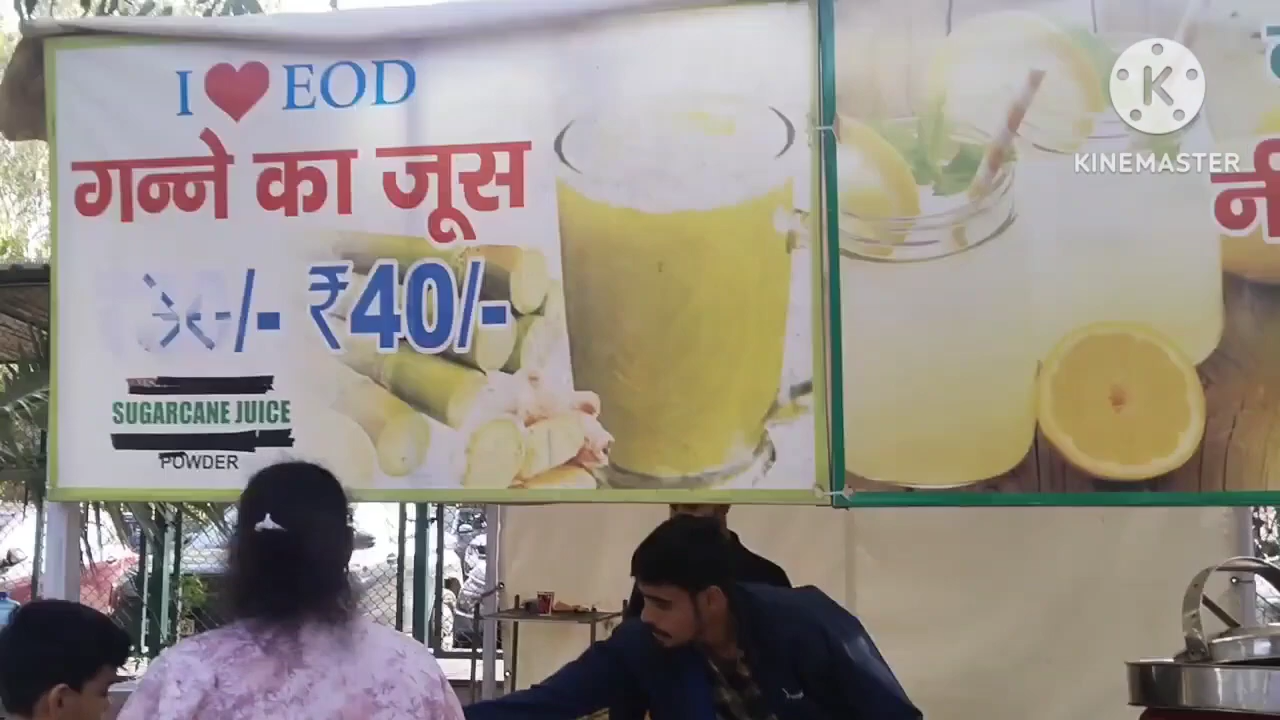 I ❤ EOD
गन्ने का जूस
/- ₹40/-
SUGARCANE JUICE
POWDER
KINEMASTER
नी